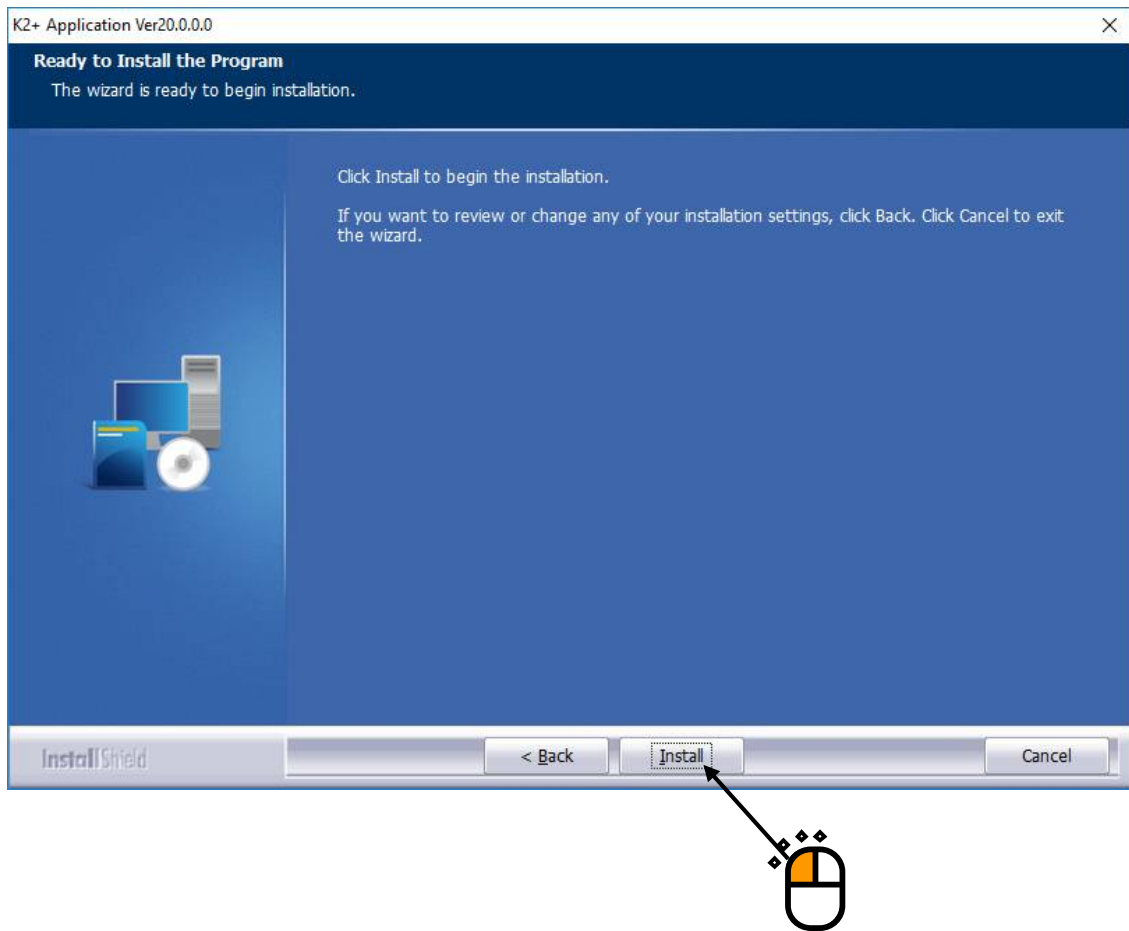 K2+ Application Ver20.0.0.0
Ready to Install the Program
The wizard is ready to begin installation.
Click Install to begin the installation.
If you want to review or change any of your installation settings, click Back. Click Cancel to exit
the wizard.
InstallShield
< Back
Install
Cancel